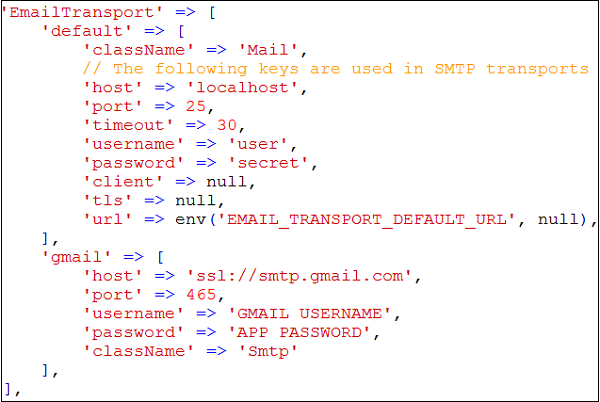 'EmailTransport' => [
    'default' => [
        'className' => 'Mail',
        // The following keys are used in SMTP transports
        'host' => 'localhost',
        'port' => 25,
        'timeout' => 30,
        'username' => 'user',
        'password' => 'secret',
        'client' => null,
        'tls' => null,
        'url' => env('EMAIL_TRANSPORT_DEFAULT_URL', null),
    ],
    'gmail' => [
        'host' => 'ssl://smtp.gmail.com',
        'port' => 465,
        'username' => 'GMAIL USERNAME',
        'password' => 'APP PASSWORD',
        'className' => 'Smtp'
    ],
],